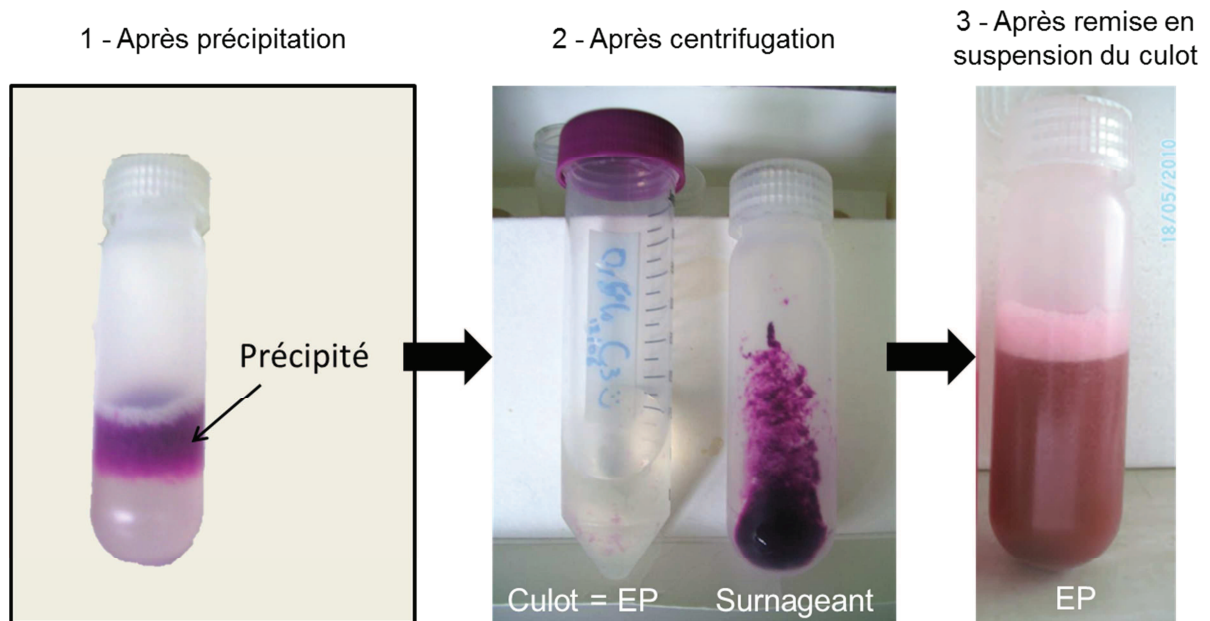 1 - Après précipitation
2 - Après centrifugation
3 - Après remise en
suspension du culot
Précipité
18/05/2010
Culot = EP
Surnageant
EP